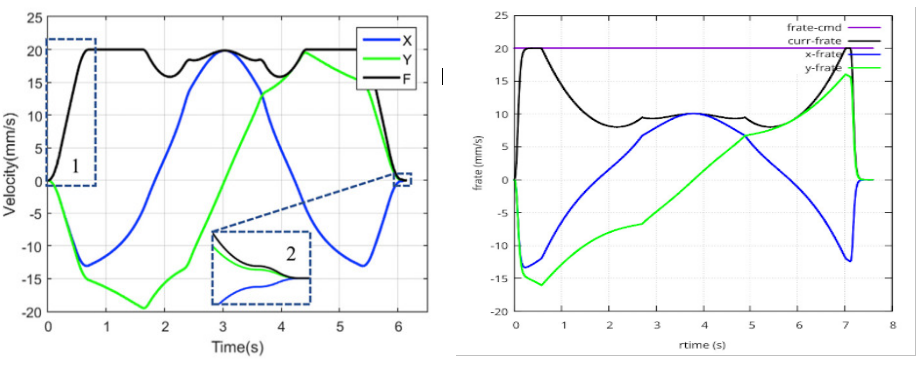 25
20
15
10
5
0
-5
-10
-15
-20
Velocity(mm/s)
0 1 2 3 4 5 6
Time(s)
X
Y
F
1
2
25
20
15
10
5
0
-5
-10
-15
-20
frate (mm/s)
0 1 2 3 4 5 6 7 8
rtime (s)
frate-cmd
curr-frate
x-frate
y-frate